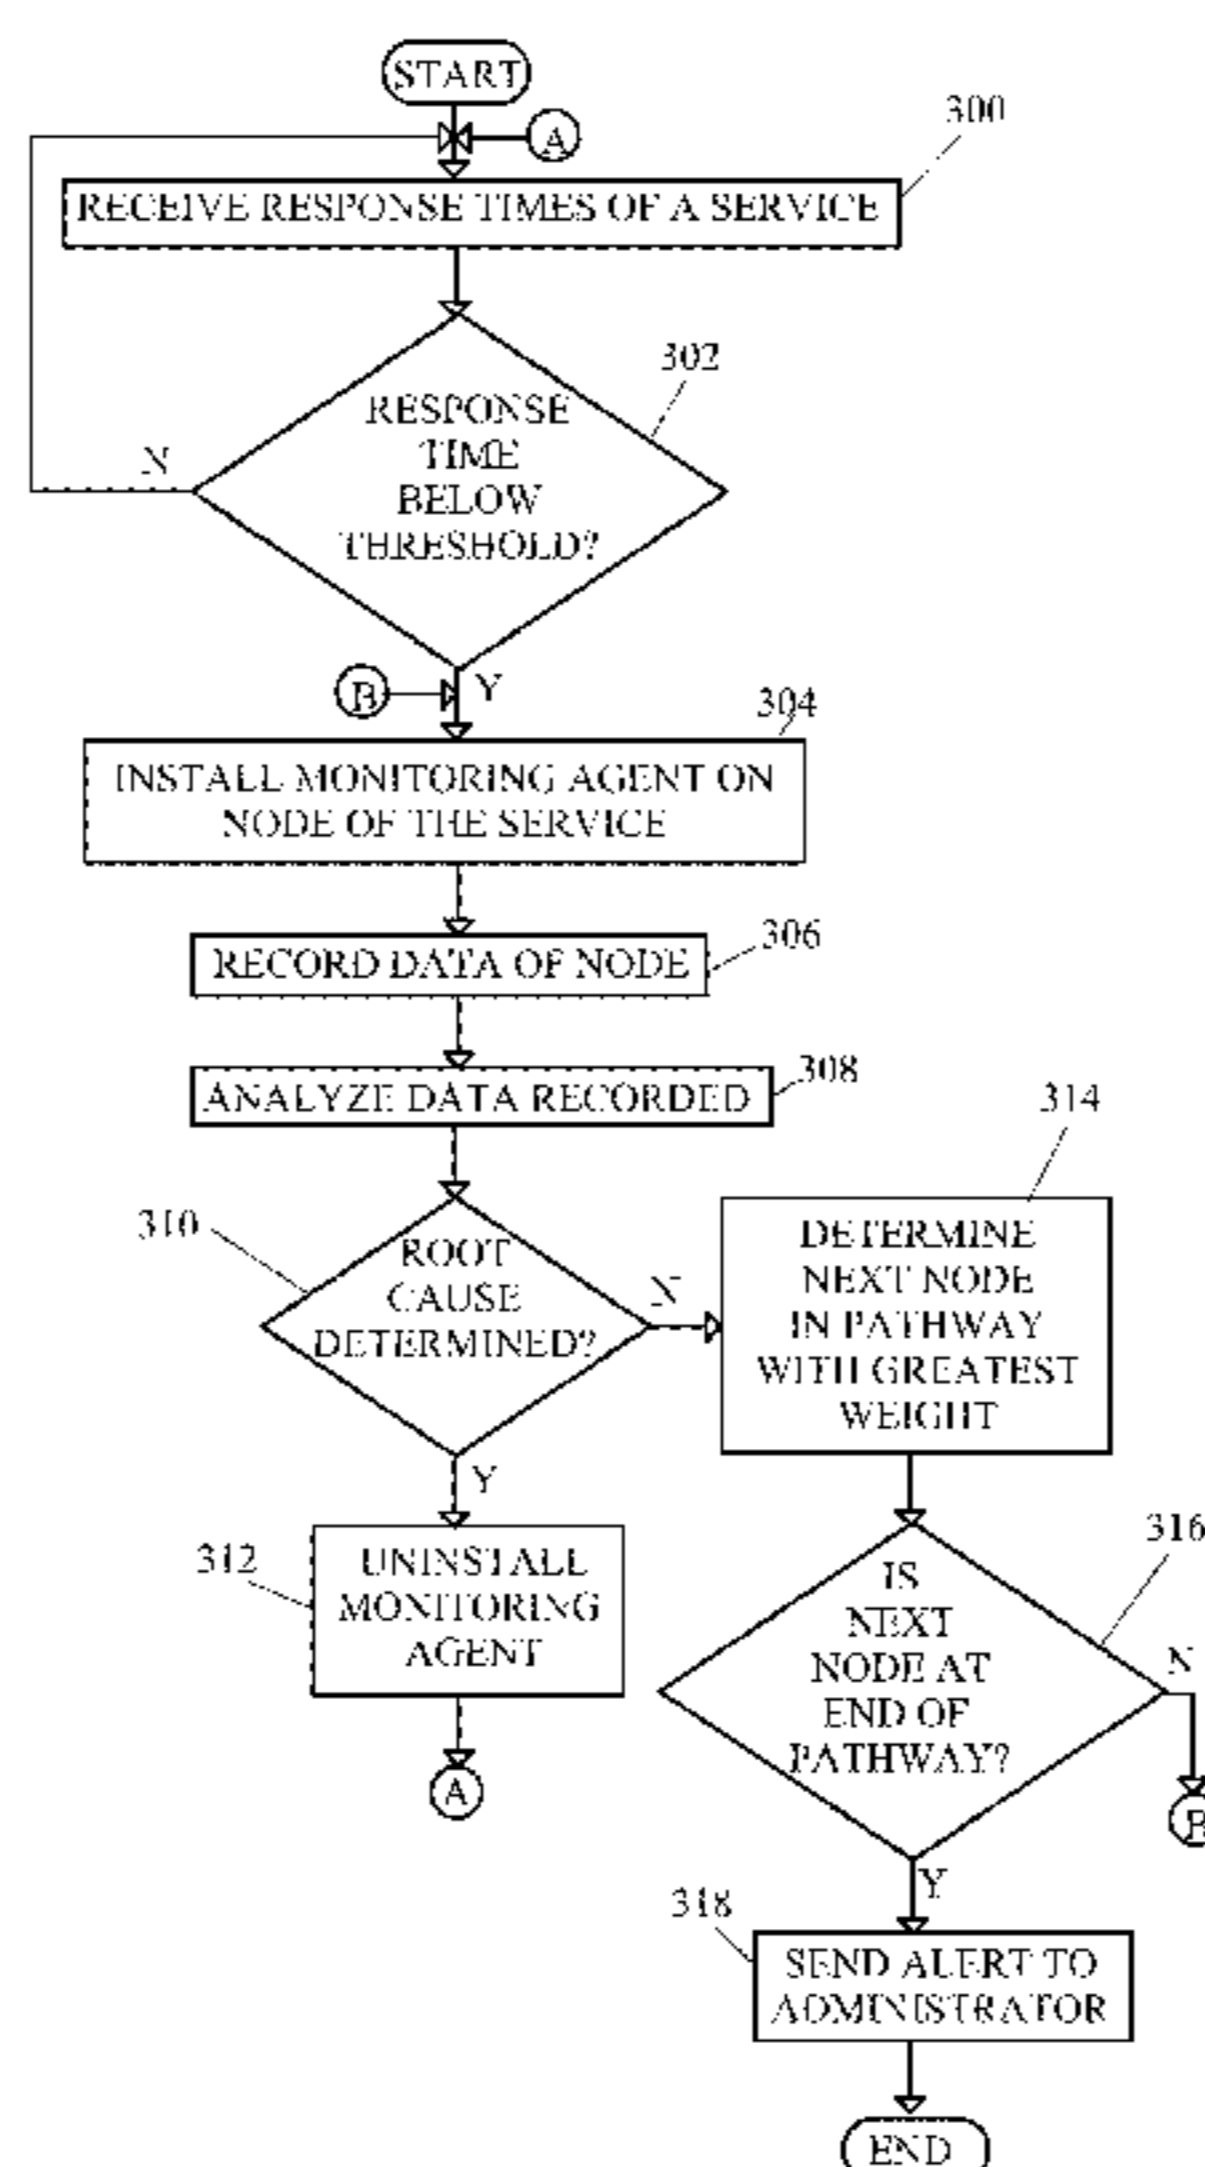 START
A
300
RECEIVE RESPONSE TIMES OF A SERVICE
302
RESPONSE
TIME
BELOW
THRESHOLD?
N
B
Y
304
INSTALL MONITORING AGENT ON
NODE OF THE SERVICE
306
RECORD DATA OF NODE
308
ANALYZE DATA RECORDED
310
ROOT
CAUSE
DETERMINED?
N
314
DETERMINE
NEXT NODE
IN PATHWAY
WITH GREATEST
WEIGHT
Y
312
UNINSTALL
MONITORING
AGENT
A
316
IS
NEXT
NODE AT
END OF
PATHWAY?
N
B
Y
318
SEND ALERT TO
ADMINISTRATOR
END